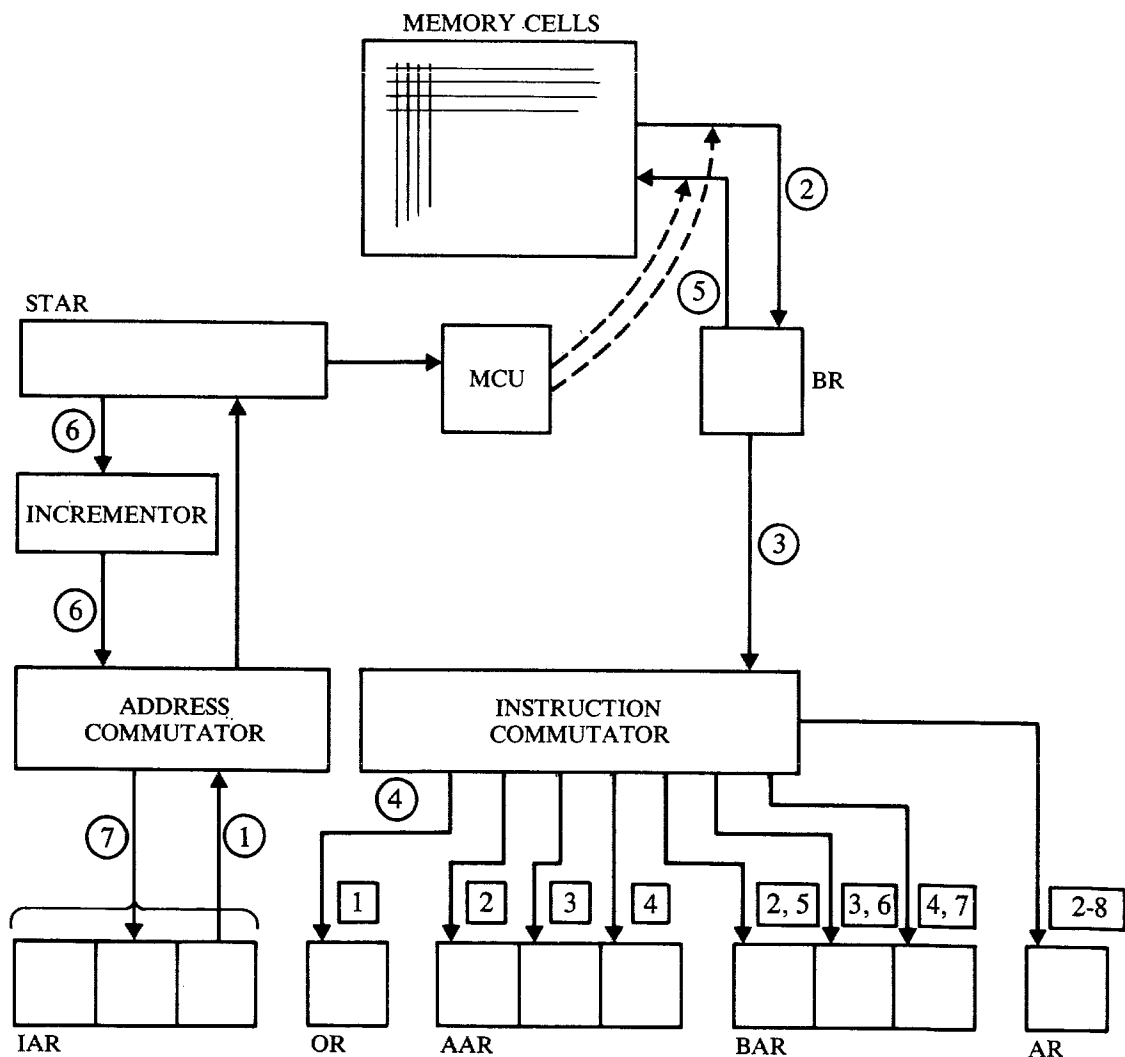 MEMORY CELLS
2
5
STAR
MCU
BR
6
INCREMENTOR
3
6
ADDRESS
COMMUTATOR
INSTRUCTION
COMMUTATOR
4
7
1
1
2
3
4
2, 5
3, 6
4, 7
2-8
IAR
OR
AAR
BAR
AR